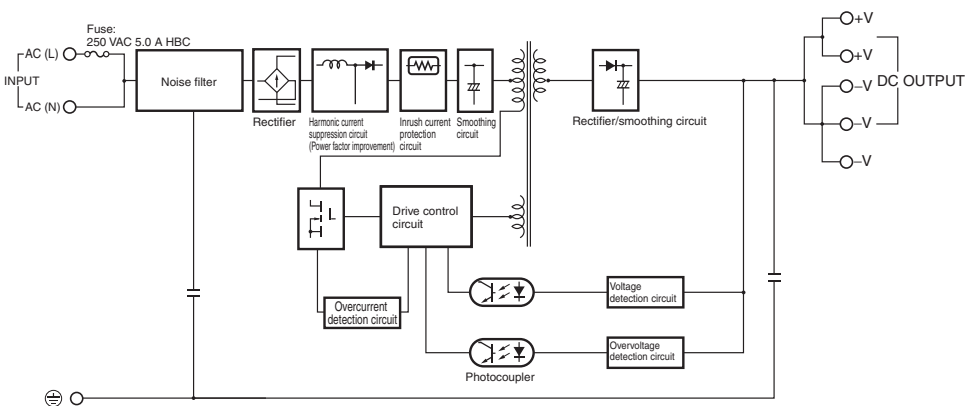 Fuse:
250 VAC 5.0 A HBC
AC (L)
INPUT
AC (N)
Noise filter
Rectifier
Harmonic current
suppression circuit
(Power factor improvement)
Inrush current
protection
circuit
Smoothing
circuit
Rectifier/smoothing circuit
+V
+V
–V
DC OUTPUT
–V
–V
Drive control
circuit
Overcurrent
detection circuit
Voltage
detection circuit
Overvoltage
detection circuit
Photocoupler